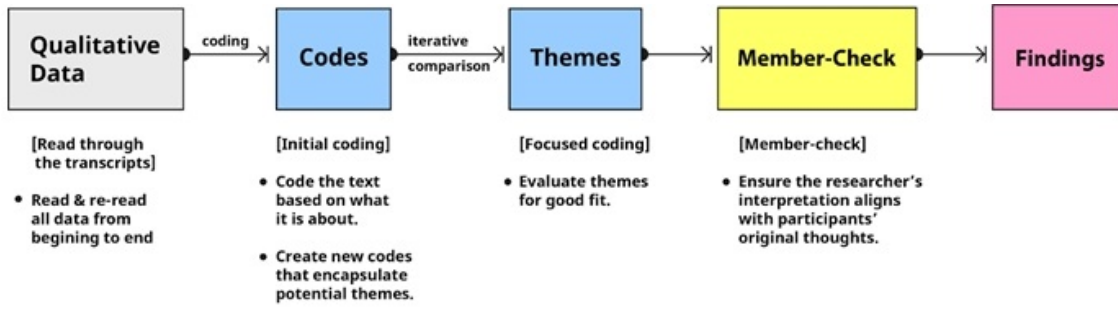 Qualitative
Data
coding
Codes
iterative
comparison
Themes
Member-Check
Findings
[Read through
the transcripts]
• Read & re-read
all data from
begining to end
[Initial coding]
• Code the text
based on what
it is about.
• Create new codes
that encapsulate
potential themes.
[Focused coding]
• Evaluate themes
for good fit.
[Member-check]
• Ensure the researcher's
interpretation aligns
with participants'
original thoughts.